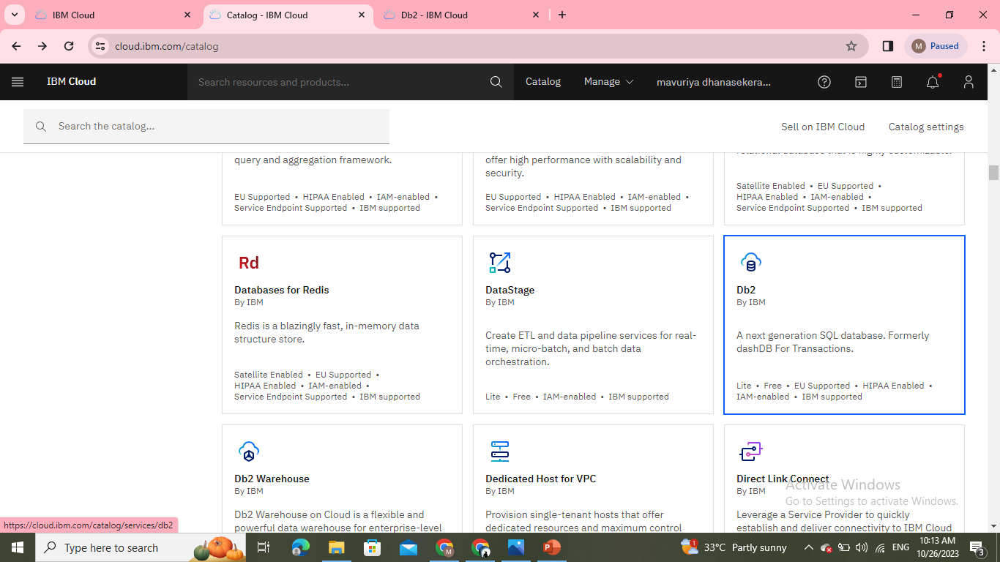 IBM Cloud
Catalog - IBM Cloud
Db2 - IBM Cloud
cloud.ibm.com/catalog
M Paused
IBM Cloud
Search resources and products...
Catalog
Manage
mavuriya dhanasekera...
Search the catalog...
Sell on IBM Cloud
Catalog settings
query and aggregation framework.
EU Supported • HIPAA Enabled • IAM-enabled •
Service Endpoint Supported • IBM supported
offer high performance with scalability and
security.
EU Supported • HIPAA Enabled • IAM-enabled •
Service Endpoint Supported • IBM supported
relational database that is highly customizable.
Satellite Enabled • EU Supported •
HIPAA Enabled • IAM-enabled •
Service Endpoint Supported • IBM supported
Rd
Databases for Redis
By IBM
Redis is a blazingly fast, in-memory data
structure store.
Satellite Enabled • EU Supported •
HIPAA Enabled • IAM-enabled •
Service Endpoint Supported • IBM supported
DataStage
By IBM
Create ETL and data pipeline services for real-
time, micro-batch, and batch data
orchestration.
Lite • Free • IAM-enabled • IBM supported
Db2
By IBM
A next generation SQL database. Formerly
dashDB For Transactions.
Lite • Free • EU Supported • HIPAA Enabled •
IAM-enabled • IBM supported
Db2 Warehouse
By IBM
Db2 Warehouse on Cloud is a flexible and
powerful data warehouse for enterprise-level
Dedicated Host for VPC
By IBM
Provision single-tenant hosts that offer
dedicated resources and maximum control
Direct Link Connect
By IBM
Leverage a Service Provider to quickly
establish and deliver connectivity to IBM Cloud
Activate Windows
Go to Settings to activate Windows.
https://cloud.ibm.com/catalog/services/db2
Type here to search
1
33°C Partly sunny
ENG
10:13 AM
10/26/2023
3